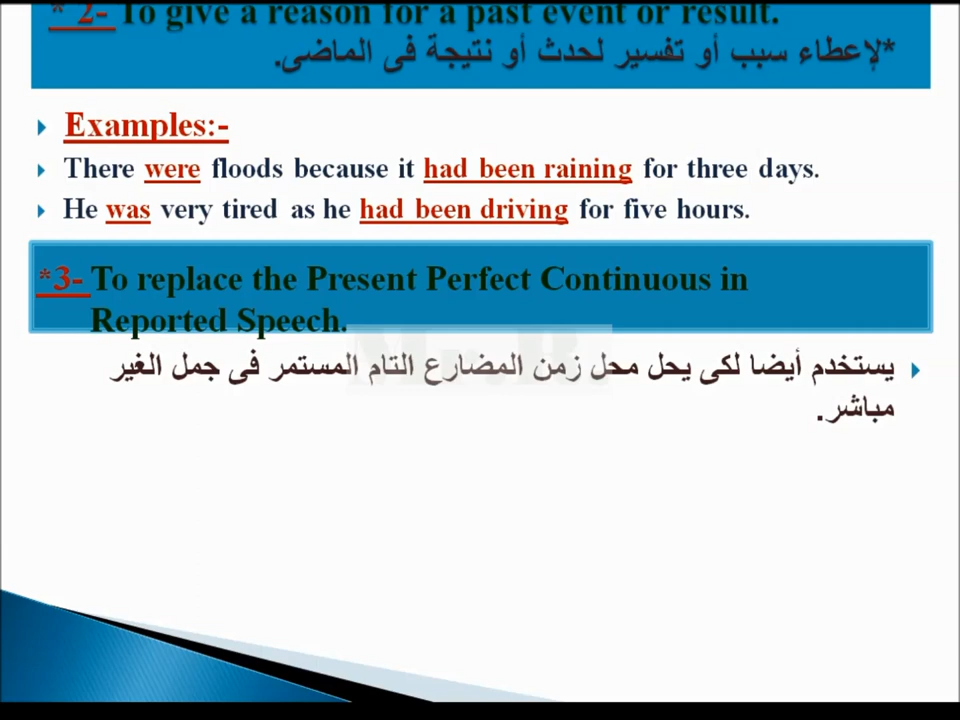 * 2- To give a reason for a past event or result.
*لإعطاء سبب أو تفسير لحدث أو نتيجة فى الماضى.
Examples:-
There were floods because it had been raining for three days.
He was very tired as he had been driving for five hours.
*3- To replace the Present Perfect Continuous in
Reported Speech.
يستخدم أيضا لكى يحل محل زمن المضارع التام المستمر فى جمل الغير
مباشر.